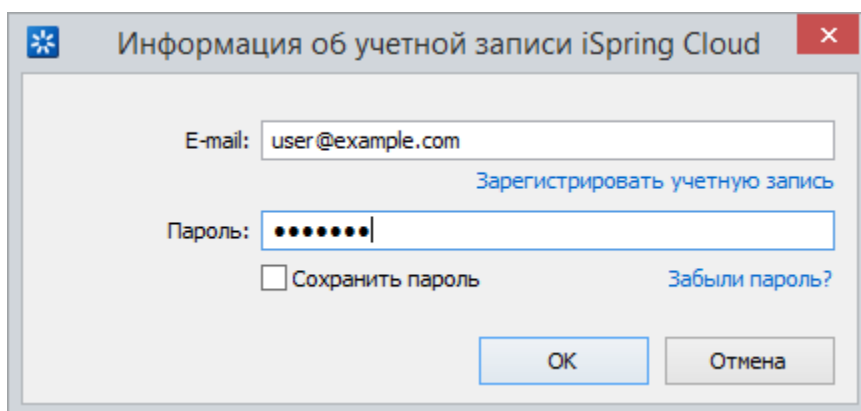 Информация об учетной записи iSpring Cloud
E-mail: user@example.com
Зарегистрировать учетную запись
Пароль: •••••••
Сохранить пароль Забыли пароль?
OK Отмена